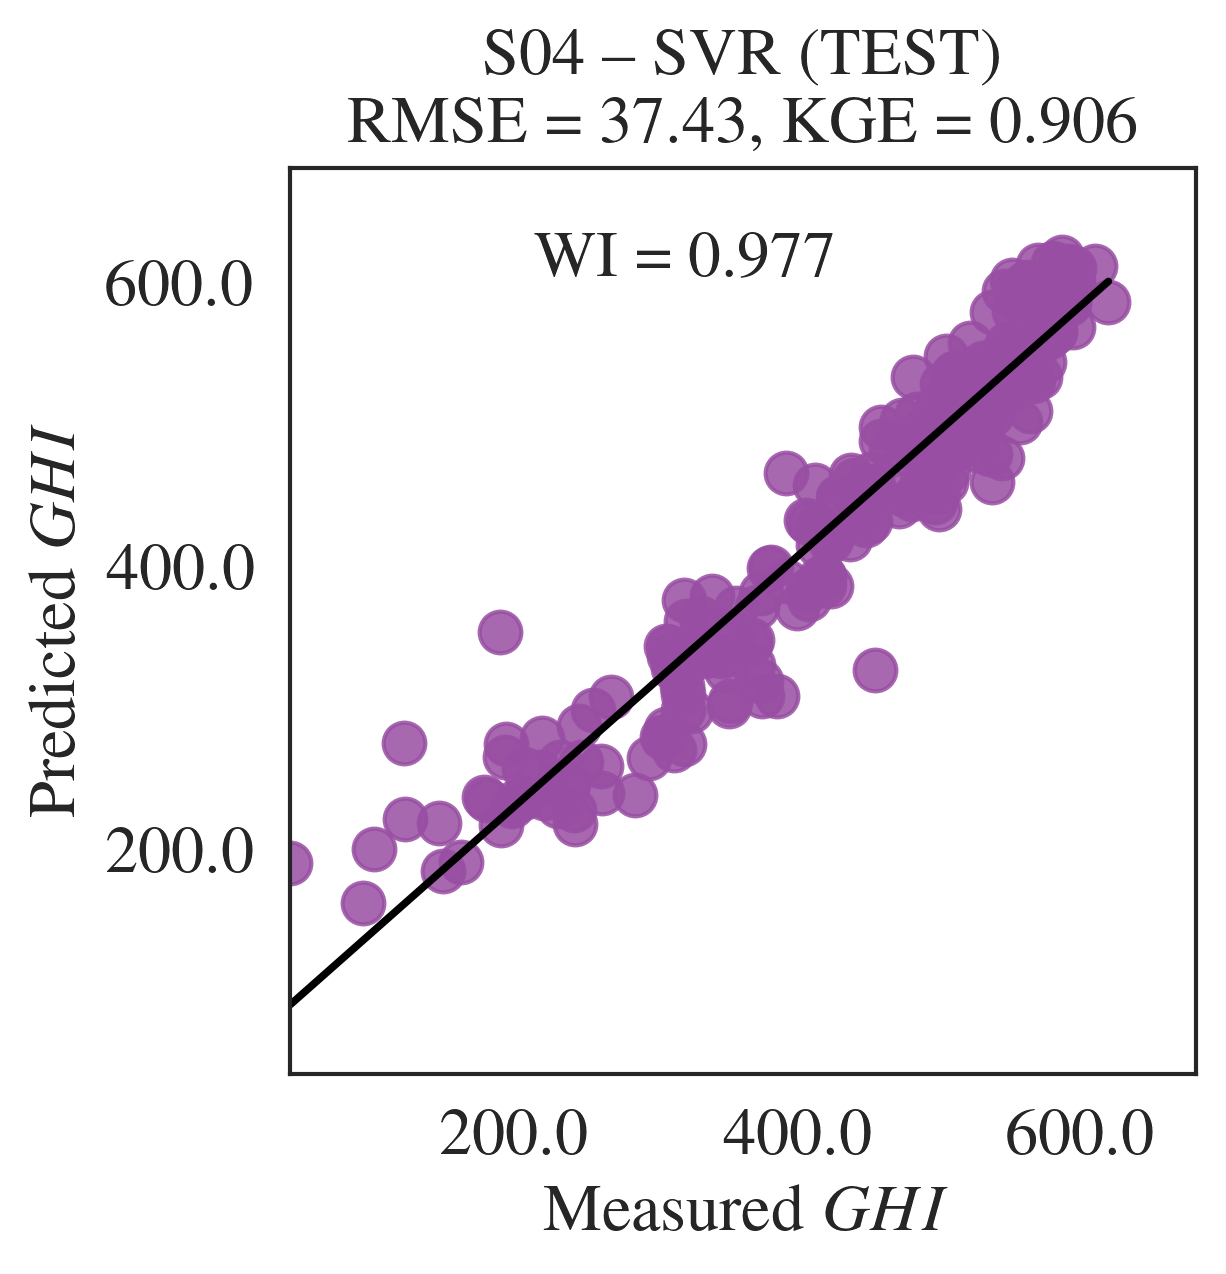 S04 – SVR (TEST)
RMSE = 37.43, KGE = 0.906
WI = 0.977
600.0
400.0
200.0
Predicted GHI
200.0 400.0 600.0
Measured GHI